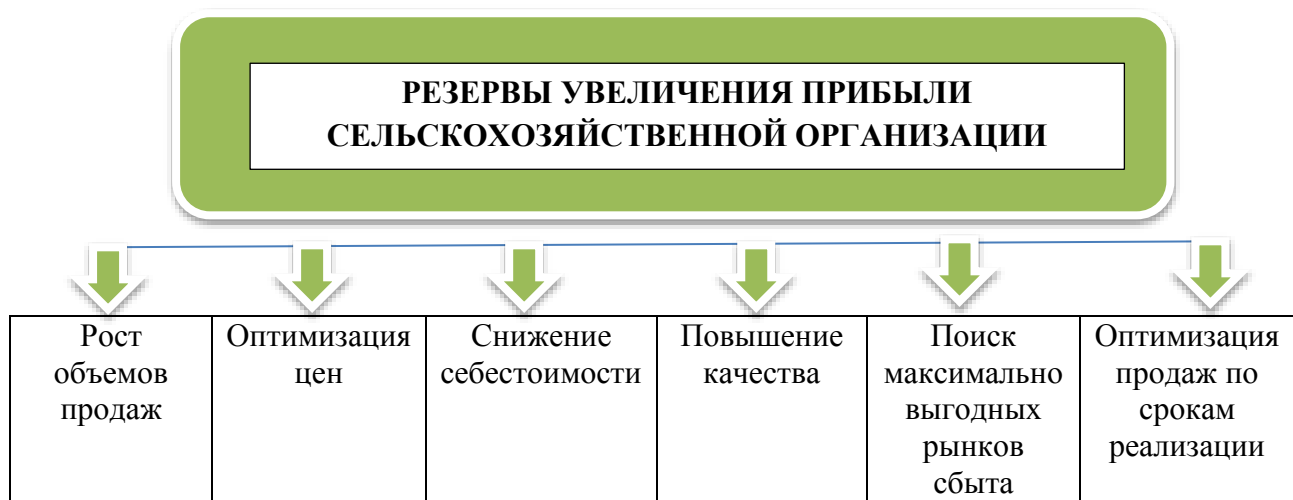 РЕЗЕРВЫ УВЕЛИЧЕНИЯ ПРИБЫЛИ
СЕЛЬСКОХОЗЯЙСТВЕННОЙ ОРГАНИЗАЦИИ
Рост
объемов
продаж
Оптимизация
цен
Снижение
себестоимости
Повышение
качества
Поиск
максимально
выгодных
рынков
сбыта
Оптимизация
продаж по
срокам
реализации